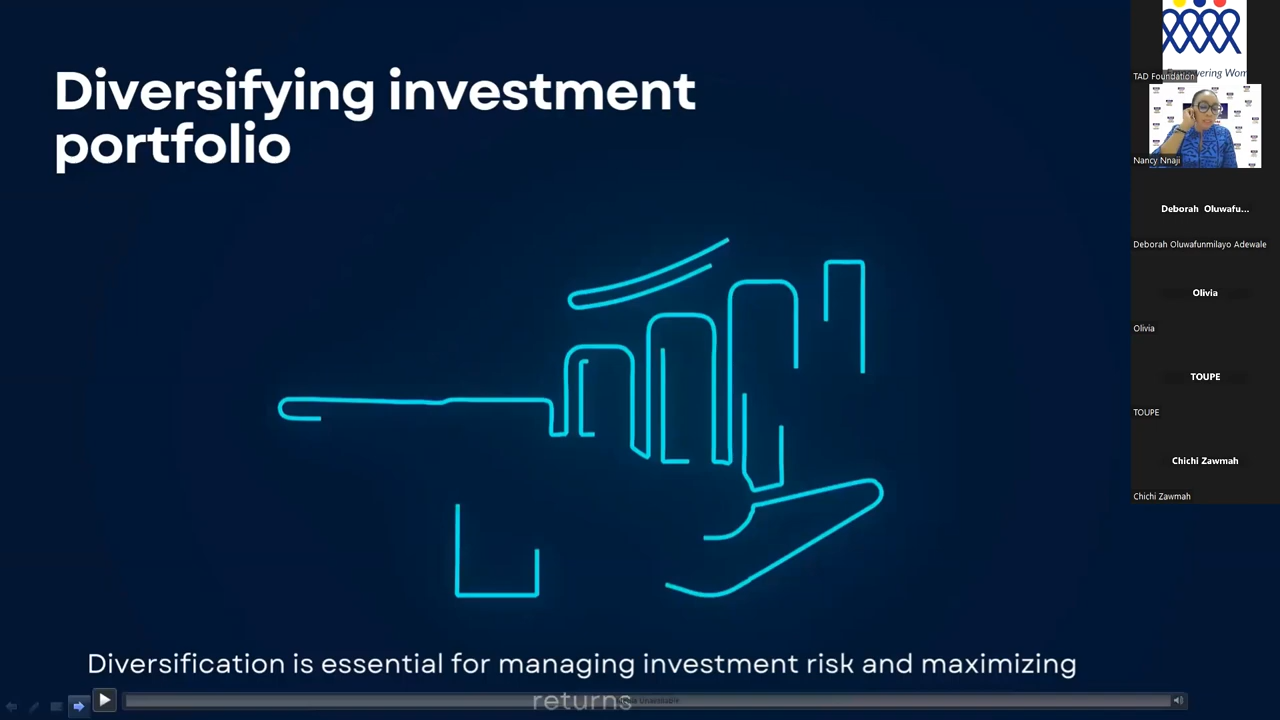 Diversifying investment
portfolio
Diversification is essential for managing investment risk and maximizing
returns
TAD Foundation
Nancy Nnaji
Deborah Oluwafu...
Deborah Oluwafunmilayo Adewale
Olivia
Olivia
TOUPE
TOUPE
Chichi Zawmah
Chichi Zawmah